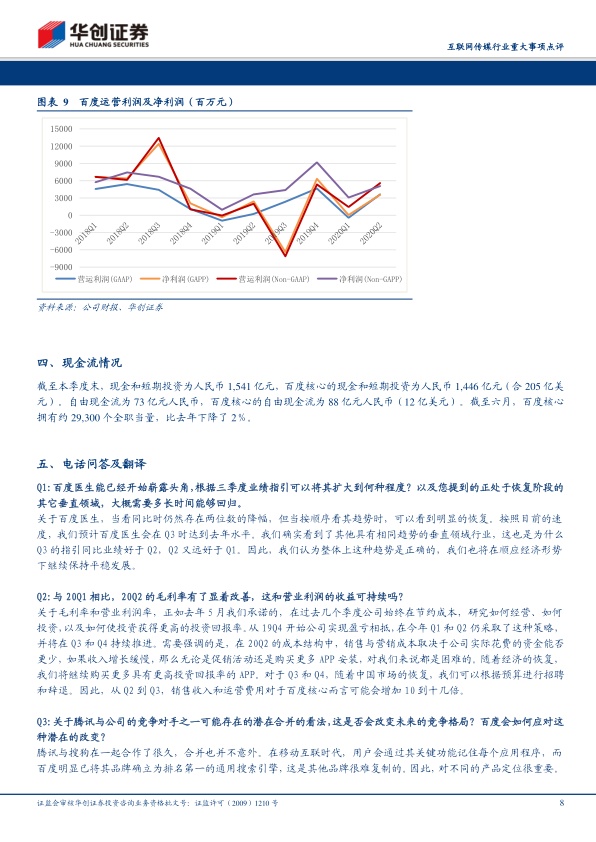 华创证券
HUA CHUANG SECURITIES
互联网传媒行业重大事项点评
图表 9 百度运营利润及净利润（百万元）
15000
12000
9000
6000
3000
0
-3000
-6000
-9000
2018Q1
2018Q2
2018Q3
2018Q4
2019Q1
2019Q2
2019Q3
2019Q4
2020Q1
2020Q2
营运利润(GAAP) 净利润(GAPP) 营运利润(Non-GAAP) 净利润(Non-GAPP)
资料来源：公司财报、华创证券
四、现金流情况
截至本季度末，现金和短期投资为人民币 1,541 亿元，百度核心的现金和短期投资为人民币 1,446 亿元（合 205 亿美
元）。自由现金流为 73 亿元人民币，百度核心的自由现金流为 88 亿元人民币（12 亿美元）。截至六月，百度核心
拥有约 29,300 个全职当量，比去年下降了 2％。
五、电话问答及翻译
Q1：百度医生能已经开始崭露头角，根据三季度业绩指引可以将其扩大到何种程度？以及您提到的正处于恢复阶段的
其它垂直领域，大概需要多长时间能够回归。
关于百度医生，当看同比时仍然存在两位数的降幅，但当按顺序看其趋势时，可以看到明显的恢复。按照目前的速
度，我们预计百度医生会在 Q3 时达到去年水平。我们确实看到了其他具有相同趋势的垂直领域行业，这也是为什么
Q3 的指引同比业绩好于 Q2，Q2 又远好于 Q1。因此，我们认为整体上这种趋势是正确的，我们也将在顺应经济形势
下继续保持平稳发展。
Q2：与 20Q1 相比，20Q2 的毛利率有了显着改善，这和营业利润的收益可持续吗？
关于毛利率和营业利润率，正如去年 5 月我们承诺的，在过去几个季度公司始终在节约成本，研究如何经营、如何
投资，以及如何使投资获得更高的投资回报率。从 19Q4 开始公司实现盈亏相抵，在今年 Q1 和 Q2 仍采取了这种策略，
并将在 Q3 和 Q4 持续推进。需要强调的是，在 20Q2 的成本结构中，销售与营销成本取决于公司实际花费的资金能否
更少。如果收入增长缓慢，那么无论是促销活动还是购买更多 APP 安装，对我们来说都是困难的。随着经济的恢复，
我们将继续购买更多具有更高投资回报率的 APP。对于 Q3 和 Q4，随着中国市场的恢复，我们可以根据预算进行招聘
和辞退。因此，从 Q2 到 Q3，销售收入和运营费用对于百度核心而言可能会增加 10 到十几倍。
Q3：关于腾讯与公司的竞争对手之一可能存在的潜在合并的看法，这是否会改变未来的竞争格局？百度会如何应对这
种潜在的改变？
腾讯与搜狗在一起合作了很久，合并也并不意外。在移动互联时代，用户会通过其关键功能记住每个应用程序，而
百度明显已将其品牌确立为排名第一的通用搜索引擎，这是其他品牌很难复制的。因此，对不同的产品定位很重要。
证监会审核华创证券投资咨询业务资格批文号：证监许可（2009）1210 号 8